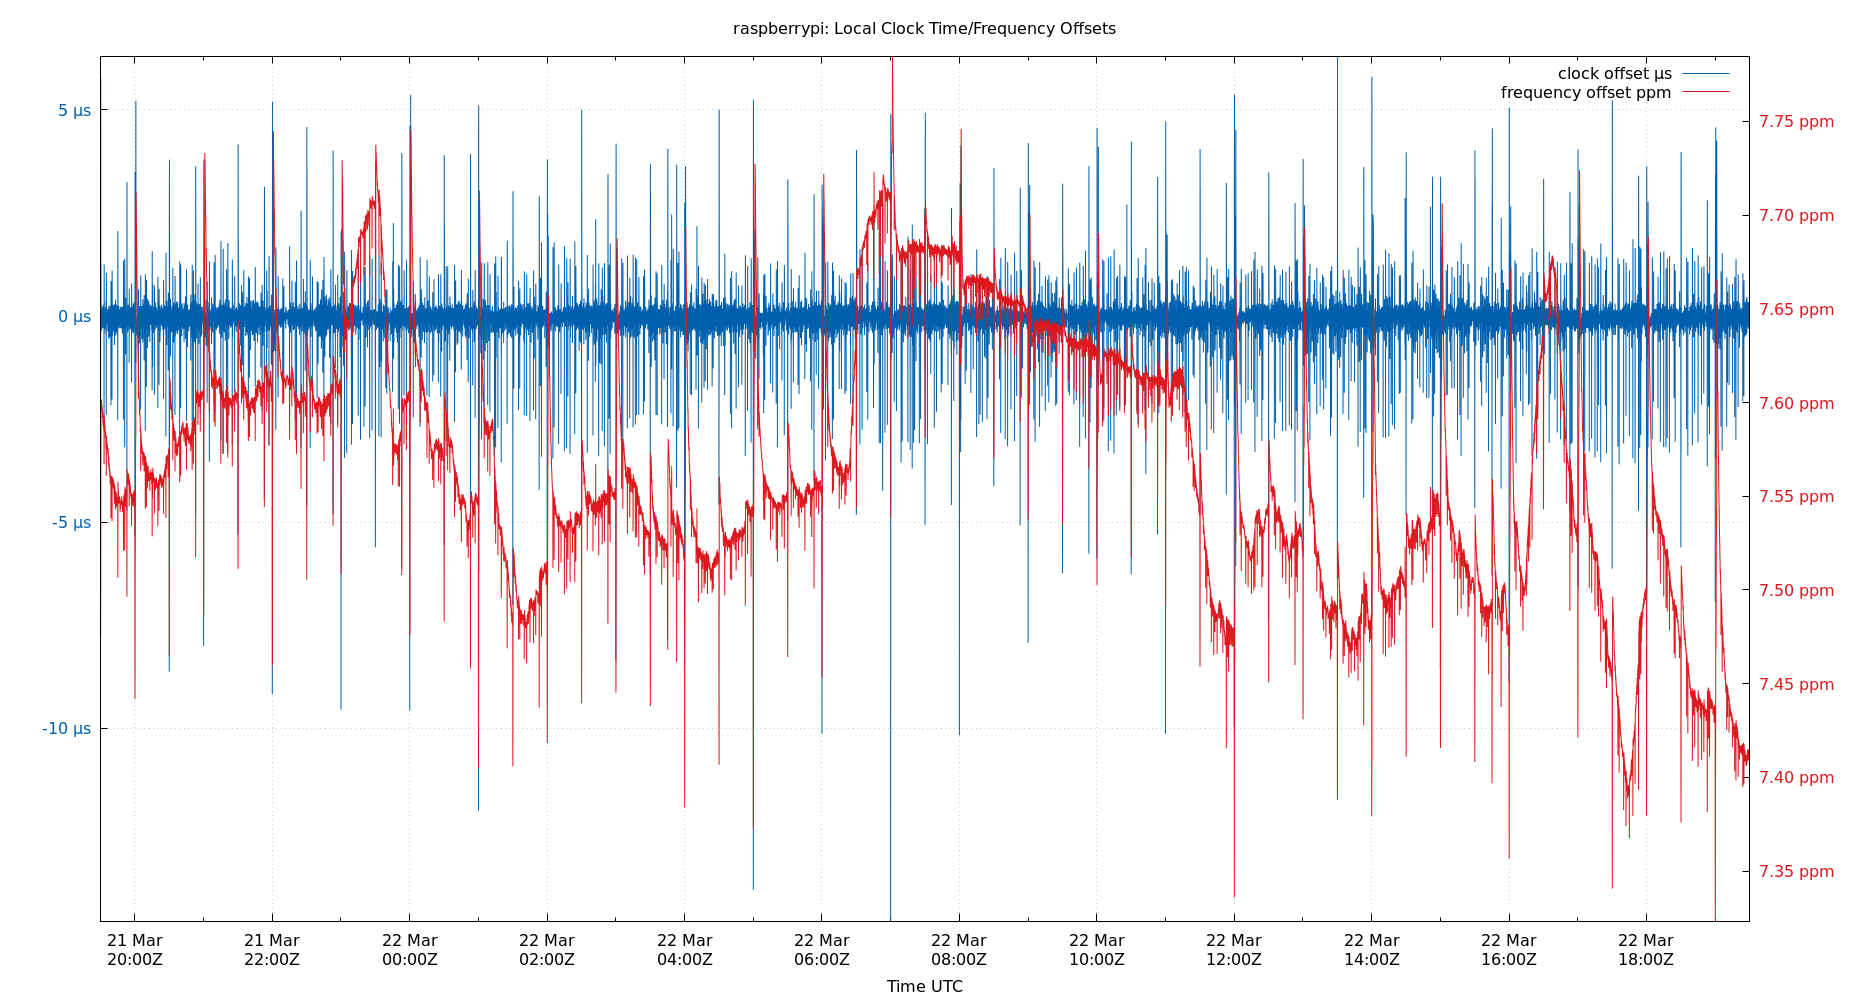 raspberrypi: Local Clock Time/Frequency Offsets
clock offset µs
frequency offset ppm
5 µs
0 µs
-5 µs
-10 µs
7.75 ppm
7.70 ppm
7.65 ppm
7.60 ppm
7.55 ppm
7.50 ppm
7.45 ppm
7.40 ppm
7.35 ppm
21 Mar 21 Mar 22 Mar 22 Mar 22 Mar 22 Mar 22 Mar 22 Mar 22 Mar 22 Mar 22 Mar 22 Mar
20:00Z 22:00Z 00:00Z 02:00Z 04:00Z 06:00Z 08:00Z 10:00Z 12:00Z 14:00Z 16:00Z 18:00Z
Time UTC